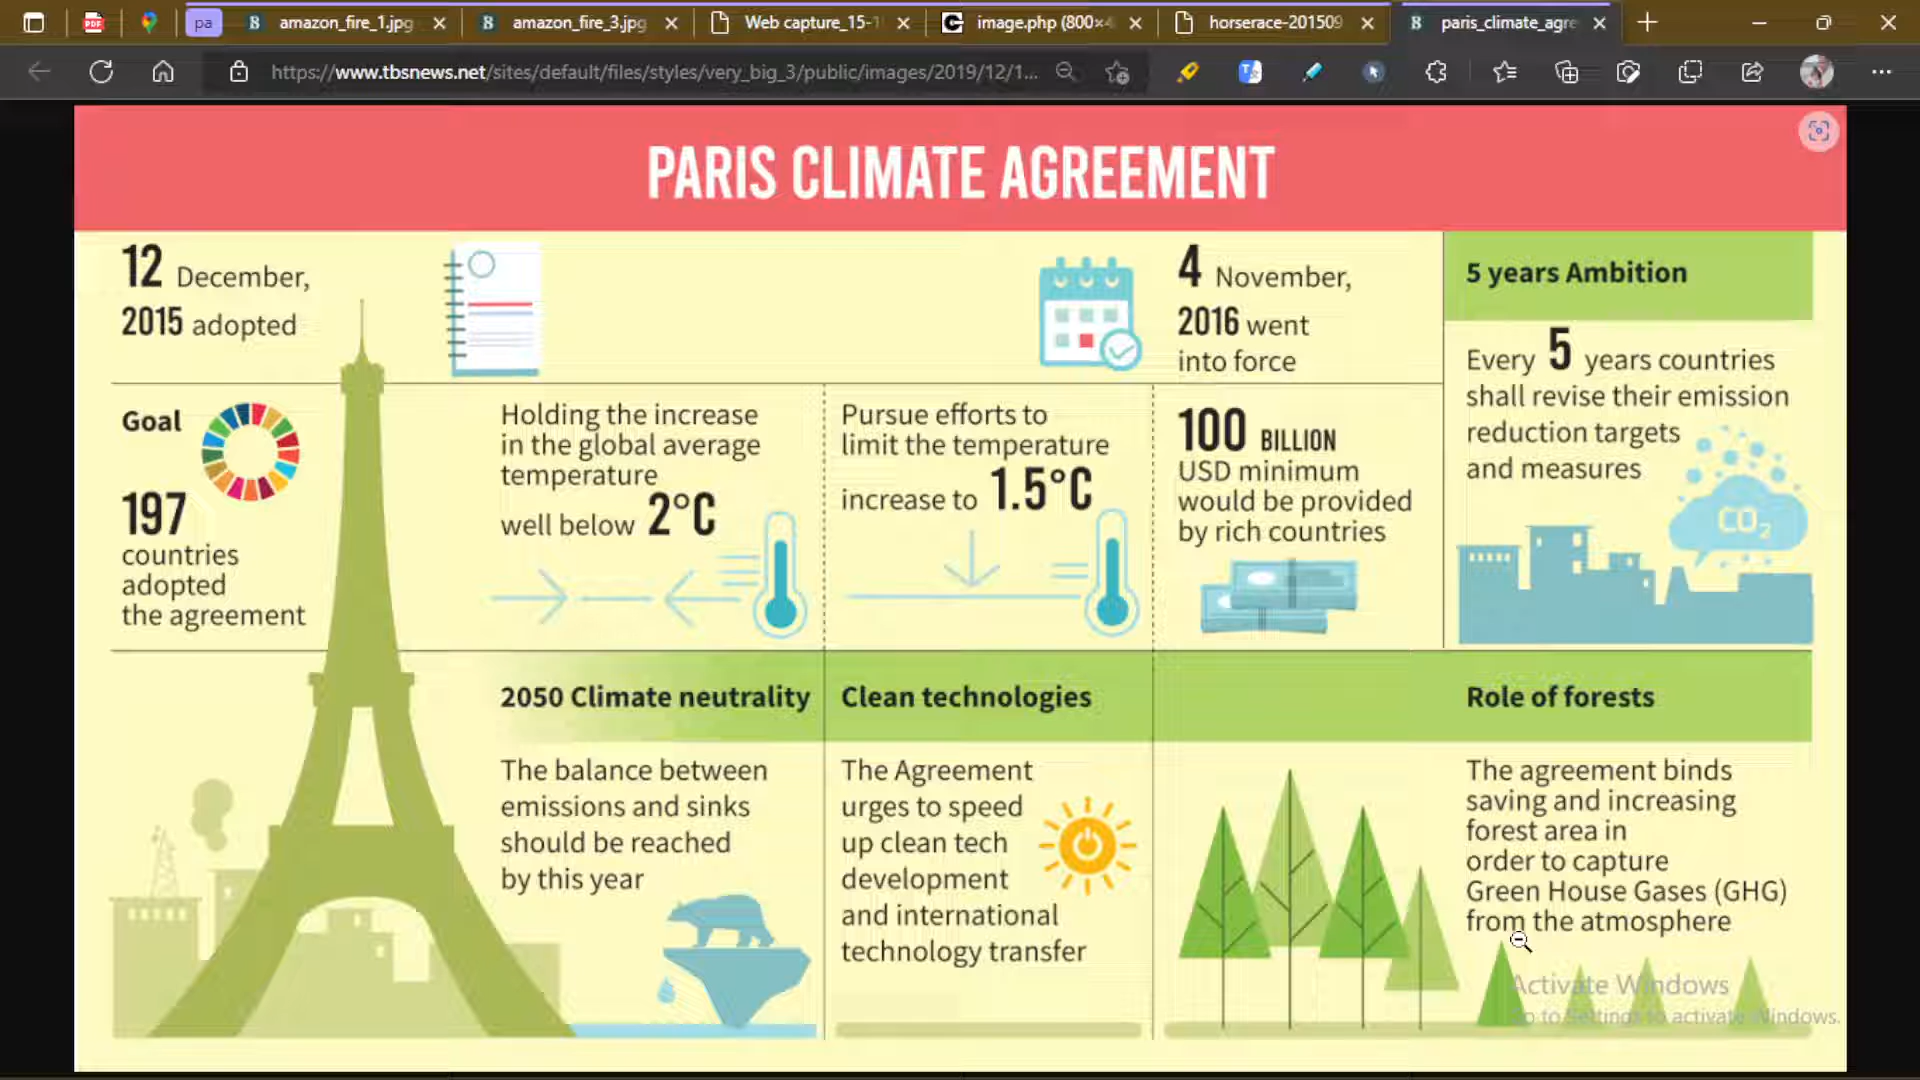 pa
amazon_fire_1.jpg
amazon_fire_3.jpg
Web capture_15-1
image.php (800×4
horserace-201509
paris_climate_agre
https://www.tbsnews.net/sites/default/files/styles/very_big_3/public/images/2019/12/1...
PARIS CLIMATE AGREEMENT
12 December,
2015 adopted
4 November,
2016 went
into force
5 years Ambition
Every 5 years countries
shall revise their emission
reduction targets
and measures
CO2
Goal
197
countries
adopted
the agreement
Holding the increase
in the global average
temperature
well below 2°C
Pursue efforts to
limit the temperature
increase to 1.5°C
100 BILLION
USD minimum
would be provided
by rich countries
2050 Climate neutrality
The balance between
emissions and sinks
should be reached
by this year
Clean technologies
The Agreement
urges to speed
up clean tech
development
and international
technology transfer
Role of forests
The agreement binds
saving and increasing
forest area in
order to capture
Green House Gases (GHG)
from the atmosphere
Activate Windows
Go to Settings to activate Windows.